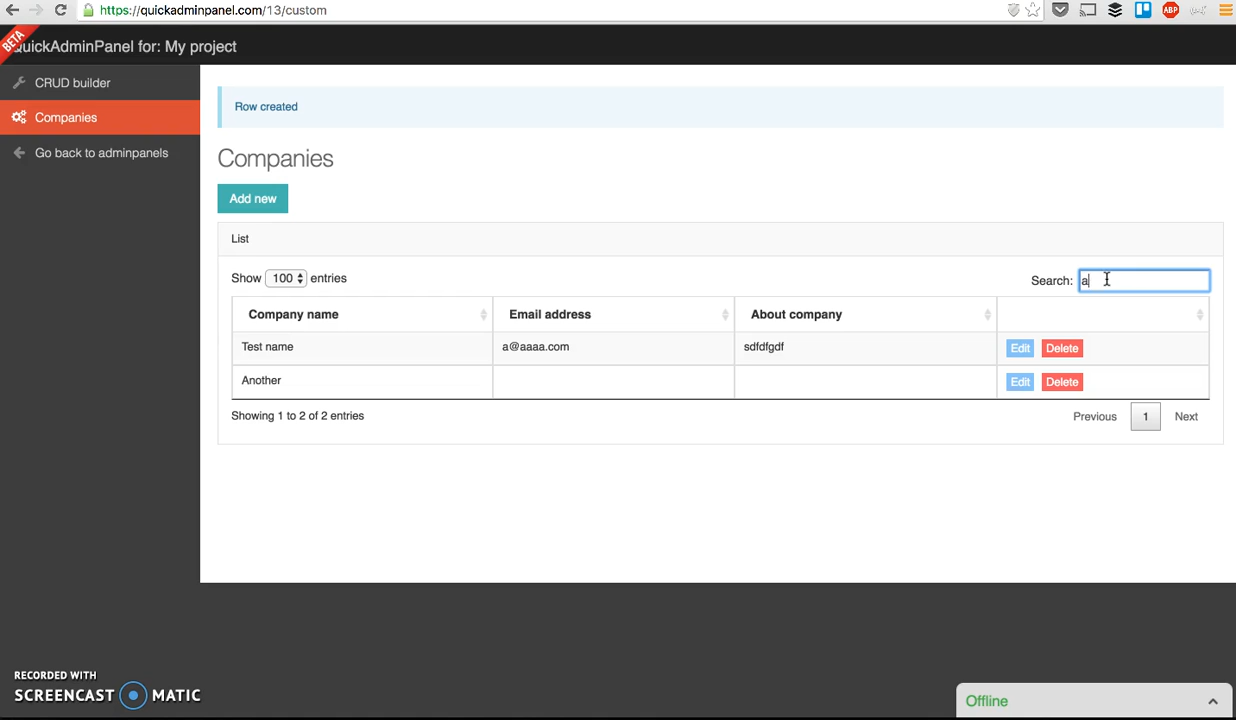 https://quickadminpanel.com/13/custom
ABP
BETA
QuickAdminPanel for: My project
CRUD builder
Companies
Go back to adminpanels
Row created
Companies
Add new
List
Show 100 entries
Search: a
Company name Email address About company
Test name a@aaaa.com sdfdfgdf Edit Delete
Another Edit Delete
Showing 1 to 2 of 2 entries
Previous 1 Next
RECORDED WITH
SCREENCAST MATIC
Offline